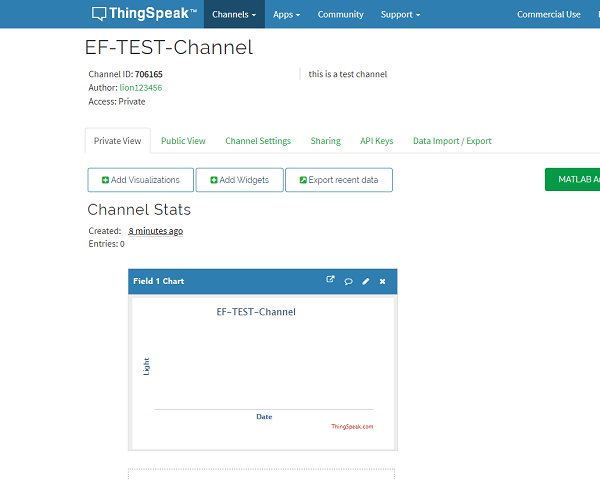 ThingSpeak™ Channels Apps Community Support Commercial Use
EF-TEST-Channel
Channel ID: 706165 this is a test channel
Author: lion123456
Access: Private
Private View Public View Channel Settings Sharing API Keys Data Import / Export
Add Visualizations Add Widgets Export recent data MATLAB
Channel Stats
Created: 8 minutes ago
Entries: 0
Field 1 Chart
EF-TEST-Channel
Light
Date
ThingSpeak.com